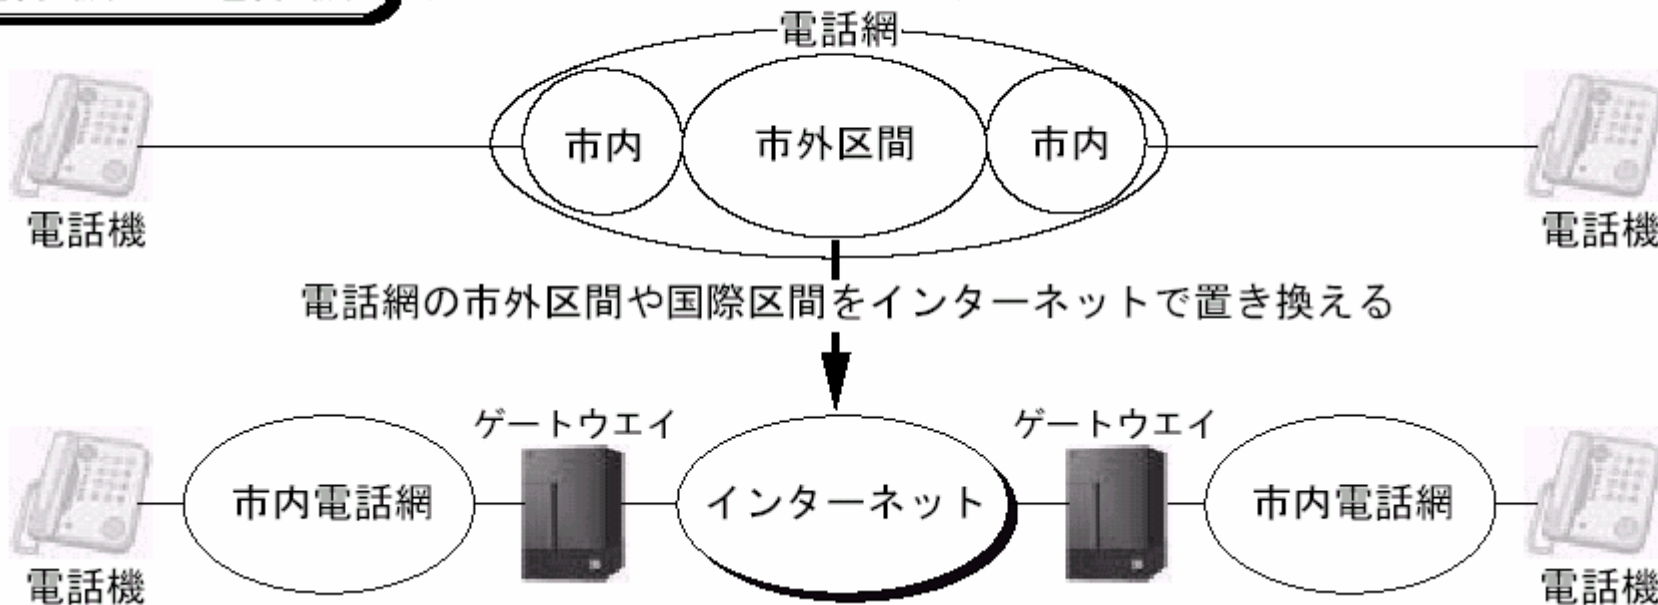 電話網
市内 市外区間 市内
電話機 電話機
電話網の市外区間や国際区間をインターネットで置き換える
ゲートウエイ ゲートウエイ
市内電話網 インターネット 市内電話網
電話機 電話機